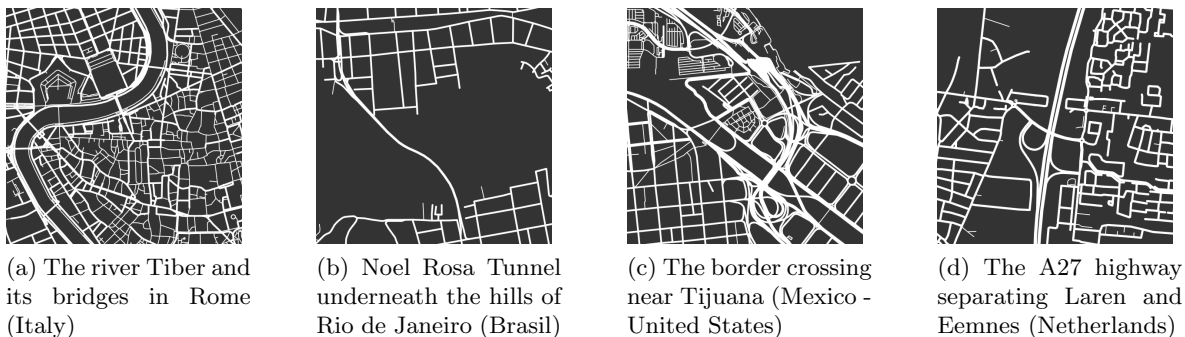 (a) The river Tiber and
its bridges in Rome
(Italy)
(b) Noel Rosa Tunnel
underneath the hills of
Rio de Janeiro (Brasil)
(c) The border crossing
near Tijuana (Mexico -
United States)
(d) The A27 highway
separating Laren and
Eemnes (Netherlands)